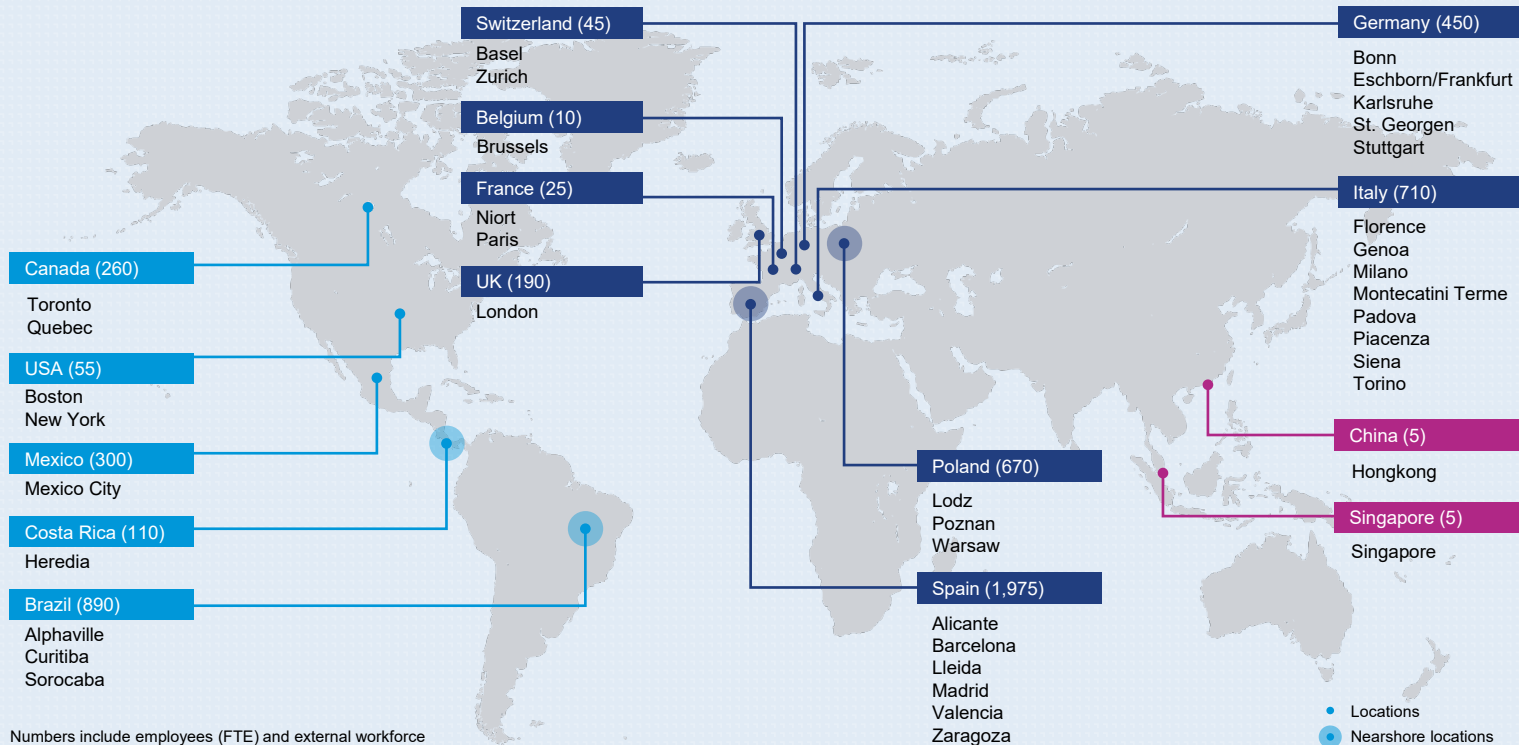 Switzerland (45)
Basel
Zurich
Belgium (10)
Brussels
France (25)
Niort
Paris
UK (190)
London
Germany (450)
Bonn
Eschborn/Frankfurt
Karlsruhe
St. Georgen
Stuttgart
Italy (710)
Florence
Genoa
Milano
Montecatini Terme
Padova
Piacenza
Siena
Torino
Canada (260)
Toronto
Quebec
USA (55)
Boston
New York
Mexico (300)
Mexico City
Costa Rica (110)
Heredia
Brazil (890)
Alphaville
Curitiba
Sorocaba
Poland (670)
Lodz
Poznan
Warsaw
Spain (1,975)
Alicante
Barcelona
Lleida
Madrid
Valencia
Zaragoza
China (5)
Hongkong
Singapore (5)
Singapore
Locations
Nearshore locations
Numbers include employees (FTE) and external workforce